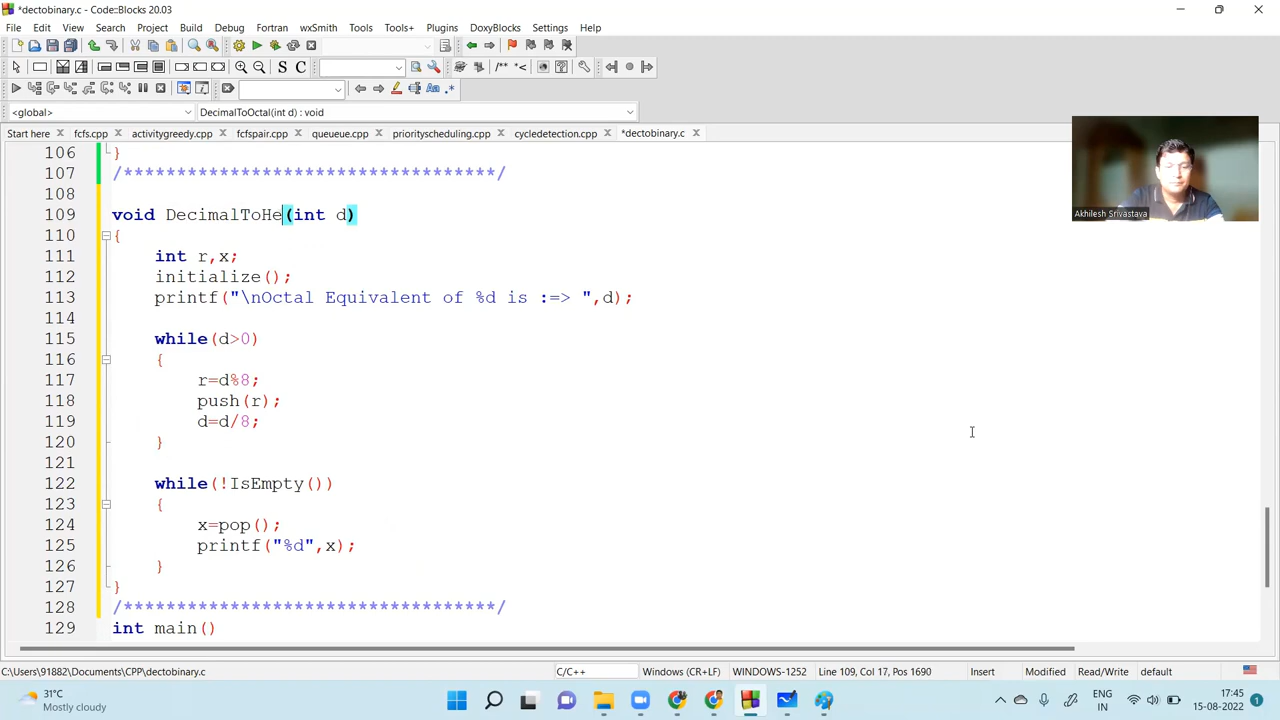 *dectobinary.c - Code::Blocks 20.03
File Edit View Search Project Build Debug Fortran wxSmith Tools Tools+ Plugins DoxyBlocks Settings Help
S C /** *<
Aa .*
<global> DecimalToOctal(int d) : void
Start here fcfs.cpp activitygreedy.cpp fcfspair.cpp queueue.cpp priorityscheduling.cpp cycledetection.cpp *dectobinary.c
106 }
107 /***********************************/
108
109 void DecimalToHe(int d)
110 {
111 int r,x;
112 initialize();
113 printf("\nOctal Equivalent of %d is :=> ",d);
114
115 while(d>0)
116 {
117 r=d%8;
118 push(r);
119 d=d/8;
120 }
121
122 while(!IsEmpty())
123 {
124 x=pop();
125 printf("%d",x);
126 }
127 }
128 /***********************************/
129 int main()
Akhilesh Srivastava
C:\Users\91882\Documents\CPP\dectobinary.c C/C++ Windows (CR+LF) WINDOWS-1252 Line 109, Col 17, Pos 1690 Insert Modified Read/Write default
31°C
Mostly cloudy
ENG
IN
17:45
15-08-2022
1